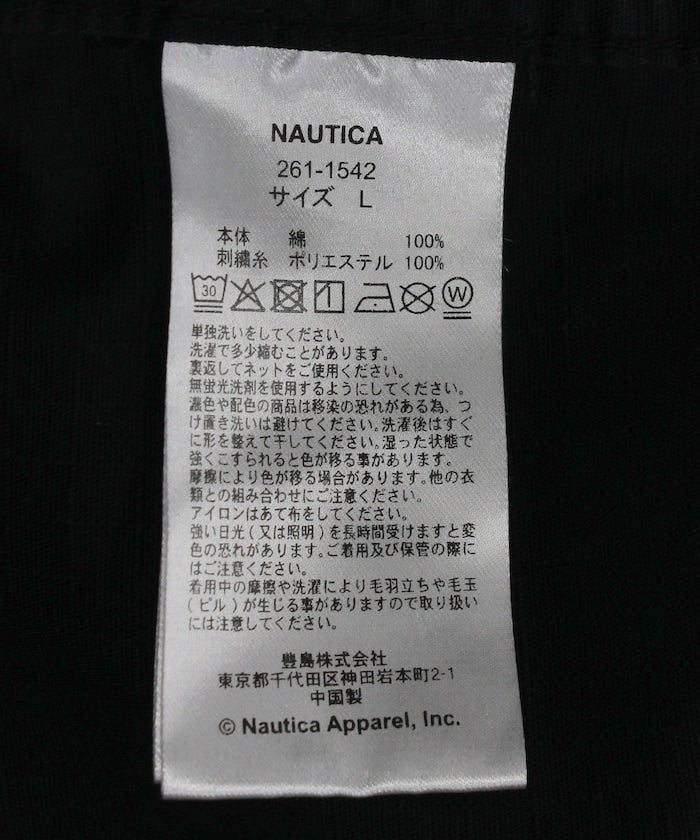 NAUTICA
261-1542
サイズ L
本体 綿 100%
刺繍糸 ポリエステル 100%
30 W
単独洗いをしてください。
洗濯で多少縮むことがあります。
裏返してネットをご使用ください。
無蛍光洗剤を使用するようにしてください。
濃色や配色の商品は移染の恐れがある為、つ
け置き洗いは避けてください。洗濯後はすぐ
に形を整えて干してください。湿った状態で
強くこすられると色が移る事があります。
摩擦により色が移る場合があります。他の衣
類との組み合わせにご注意ください。
アイロンはあて布をしてください。
強い日光(又は照明)を長時間受けますと変
色の恐れがあります。ご着用及び保管の際に
はご注意ください。
着用中の摩擦や洗濯により毛羽立ちや毛玉
(ピル)が生じる事がありますので取り扱い
には注意してください。
豊島株式会社
東京都千代田区神田岩本町2-1
中国製
© Nautica Apparel, Inc.